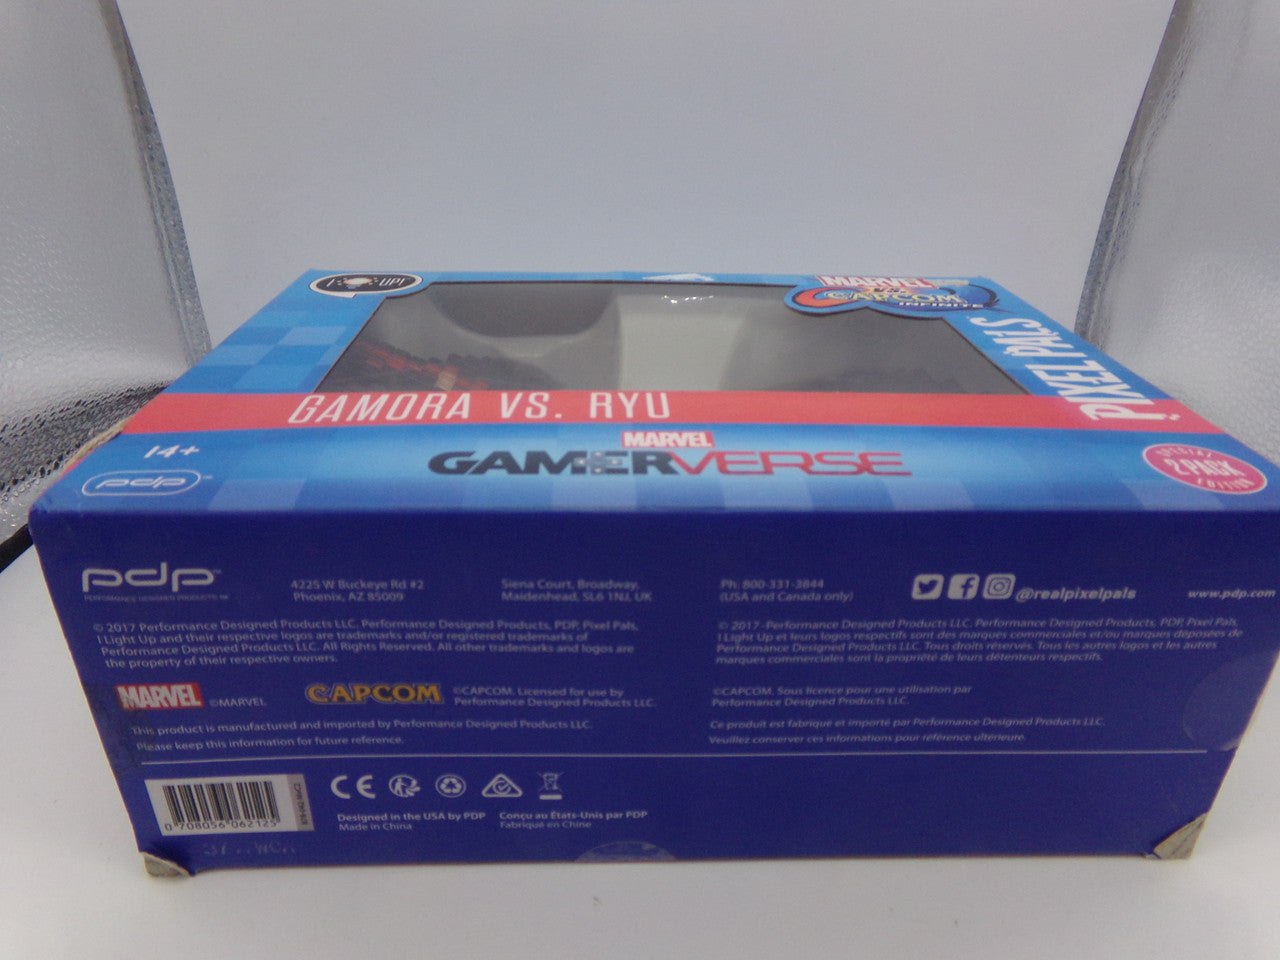 1 UP!
MARVEL
VS.
CAPCOM
INFINITE
PIXEL PALS
GAMORA VS. RYU
14+
pdp
MARVEL
GAMERVERSE
SPECIAL
2 PACK
EDITION
pdp™
PERFORMANCE DESIGNED PRODUCTS
4225 W Buckeye Rd #2
Phoenix, AZ 85009
Siena Court, Broadway,
Maidenhead, SL6 1NJ, UK
Ph: 800-331-3844
(USA and Canada only)
@realpixelpals
www.pdp.com
© 2017 Performance Designed Products LLC. Performance Designed Products, PDP, Pixel Pals,
I Light Up and their respective logos are trademarks and/or registered trademarks of
Performance Designed Products LLC. All Rights Reserved. All other trademarks and logos are
the property of their respective owners.
© 2017 Performance Designed Products LLC. Performance Designed Products, PDP, Pixel Pals,
I Light Up et leurs logos respectifs sont des marques commerciales et/ou marques déposées de
Performance Designed Products LLC. Tous droits réservés. Tous les autres logos et les autres
marques commerciales sont la propriété de leurs détenteurs respectifs.
MARVEL ©MARVEL
CAPCOM
©CAPCOM. Licensed for use by
Performance Designed Products LLC.
©CAPCOM. Sous licence pour une utilisation par
Performance Designed Products LLC.
This product is manufactured and imported by Performance Designed Products LLC.
Please keep this information for future reference.
Ce produit est fabriqué et importé par Performance Designed Products LLC.
Veuillez conserver ces informations pour référence ultérieure.
0 708056 062125
CE
Designed in the USA by PDP
Made in China
Conçu au États-Unis par PDP
Fabriqué en Chine